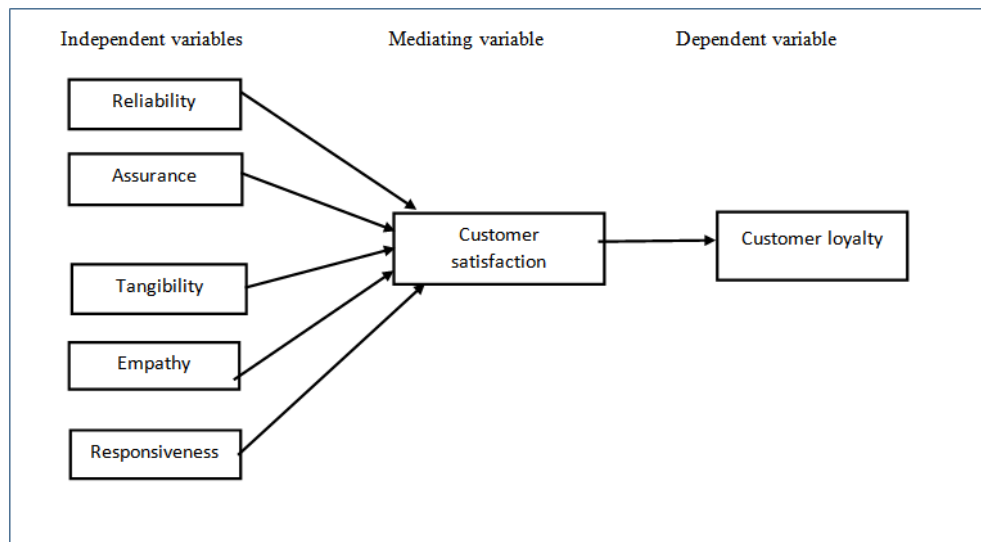 Independent variables
Mediating variable
Dependent variable
Reliability
Assurance
Tangibility
Empathy
Responsiveness
Customer
satisfaction
Customer loyalty